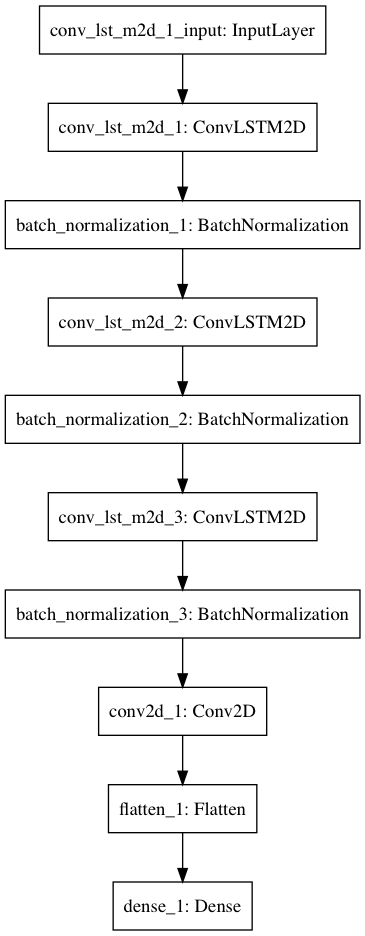 conv_lst_m2d_1_input: InputLayer
conv_lst_m2d_1: ConvLSTM2D
batch_normalization_1: BatchNormalization
conv_lst_m2d_2: ConvLSTM2D
batch_normalization_2: BatchNormalization
conv_lst_m2d_3: ConvLSTM2D
batch_normalization_3: BatchNormalization
conv2d_1: Conv2D
flatten_1: Flatten
dense_1: Dense